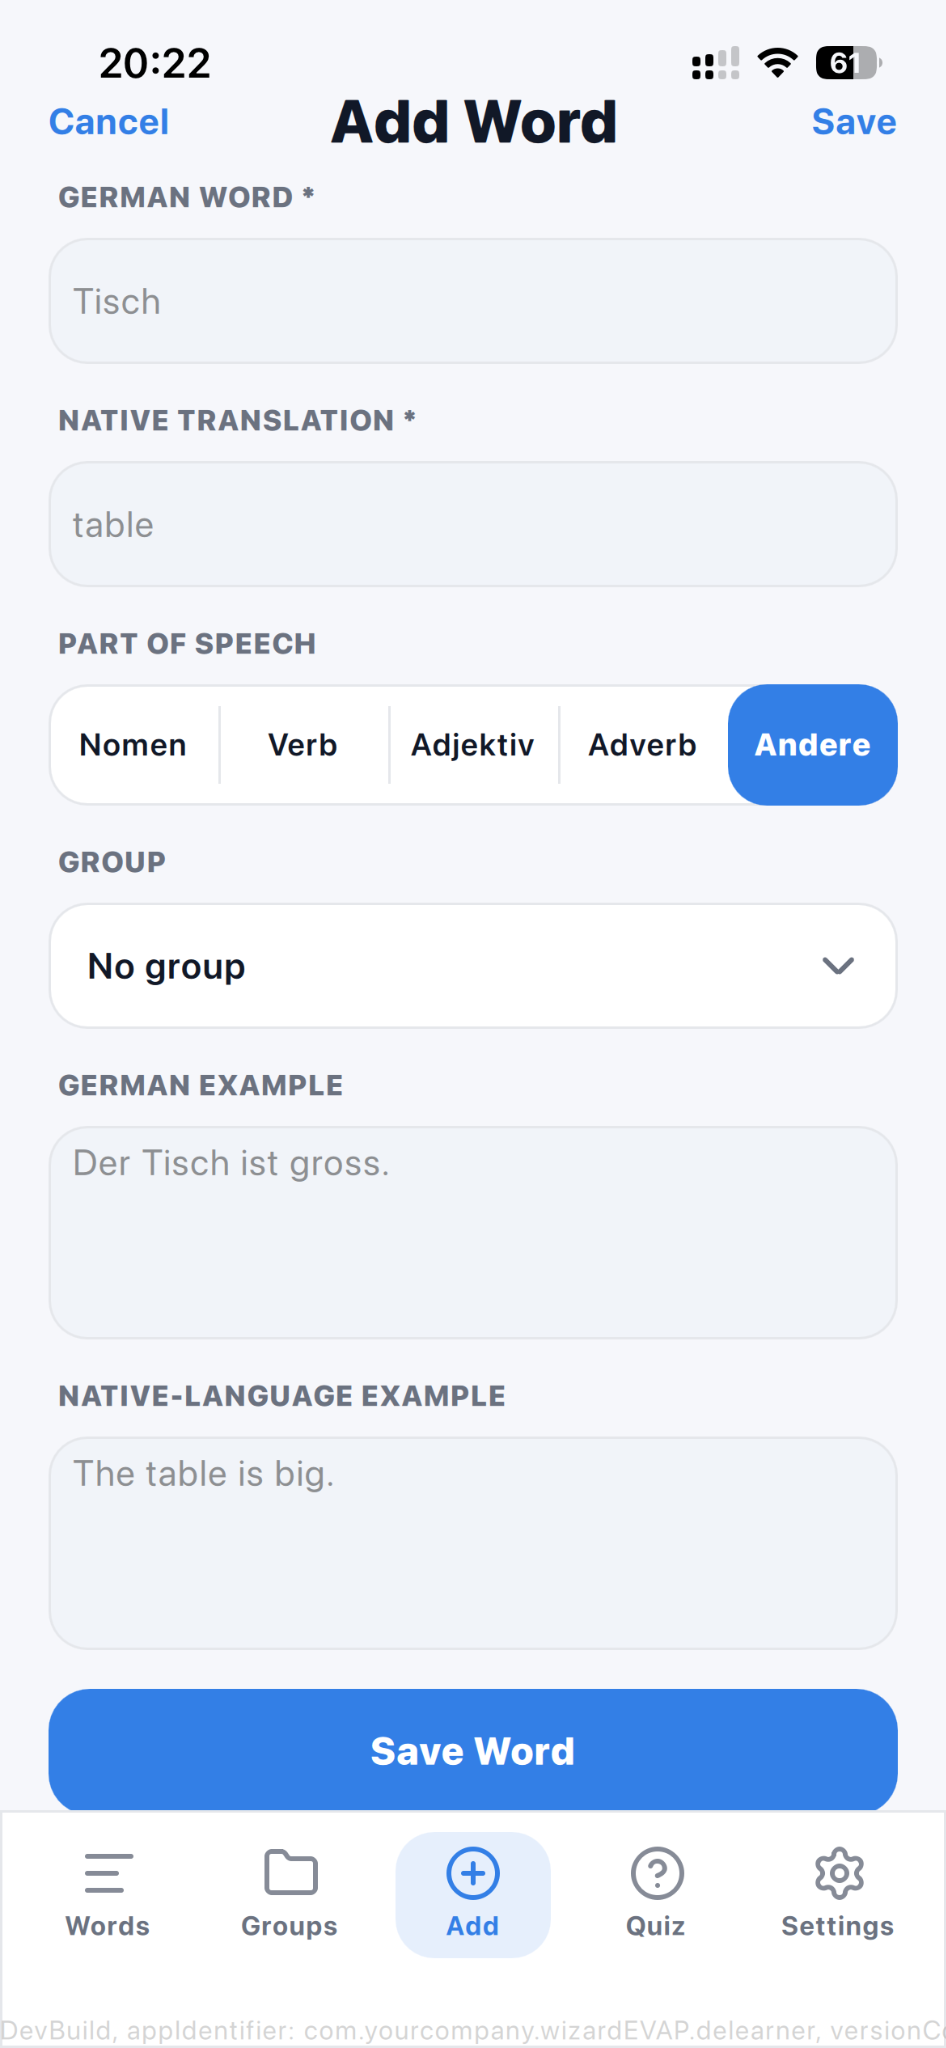 20:22
61
Cancel
Add Word
Save
GERMAN WORD *
Tisch
NATIVE TRANSLATION *
table
PART OF SPEECH
Nomen
Verb
Adjektiv
Adverb
Andere
GROUP
No group
GERMAN EXAMPLE
Der Tisch ist gross.
NATIVE-LANGUAGE EXAMPLE
The table is big.
Save Word
Words
Groups
Add
Quiz
Settings
DevBuild, appIdentifier: com.yourcompany.wizardEVAP.delearner, versionCo